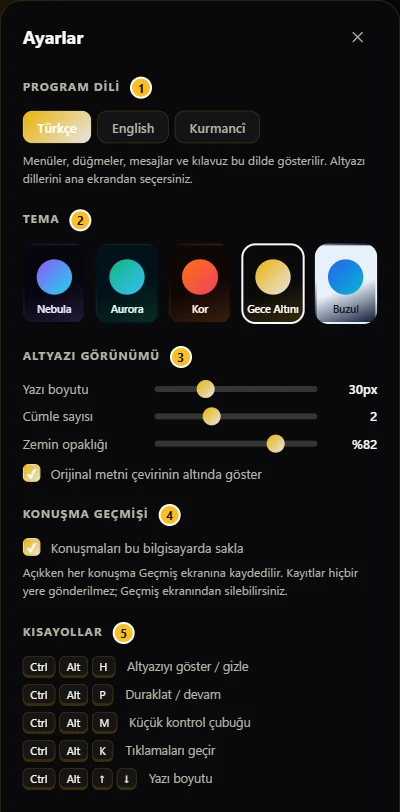 Ayarlar
PROGRAM DİLİ 1
Türkçe English Kurmancî
Menüler, düğmeler, mesajlar ve kılavuz bu dilde gösterilir. Altyazı
dillerini ana ekrandan seçersiniz.
TEMA 2
Nebula Aurora Kor Gece Altını Buzul
ALTYAZI GÖRÜNÜMÜ 3
Yazı boyutu 30px
Cümle sayısı 2
Zemin opaklığı %82
Orijinal metni çevirinin altında göster
KONUŞMA GEÇMİŞİ 4
Konuşmaları bu bilgisayarda sakla
Açıkken her konuşma Geçmiş ekranına kaydedilir. Kayıtlar hiçbir
yere gönderilmez; Geçmiş ekranından silebilirsiniz.
KISAYOLLAR 5
Ctrl Alt H Altyazıyı göster / gizle
Ctrl Alt P Duraklat / devam
Ctrl Alt M Küçük kontrol çubuğu
Ctrl Alt K Tıklamaları geçir
Ctrl Alt ↑ ↓ Yazı boyutu